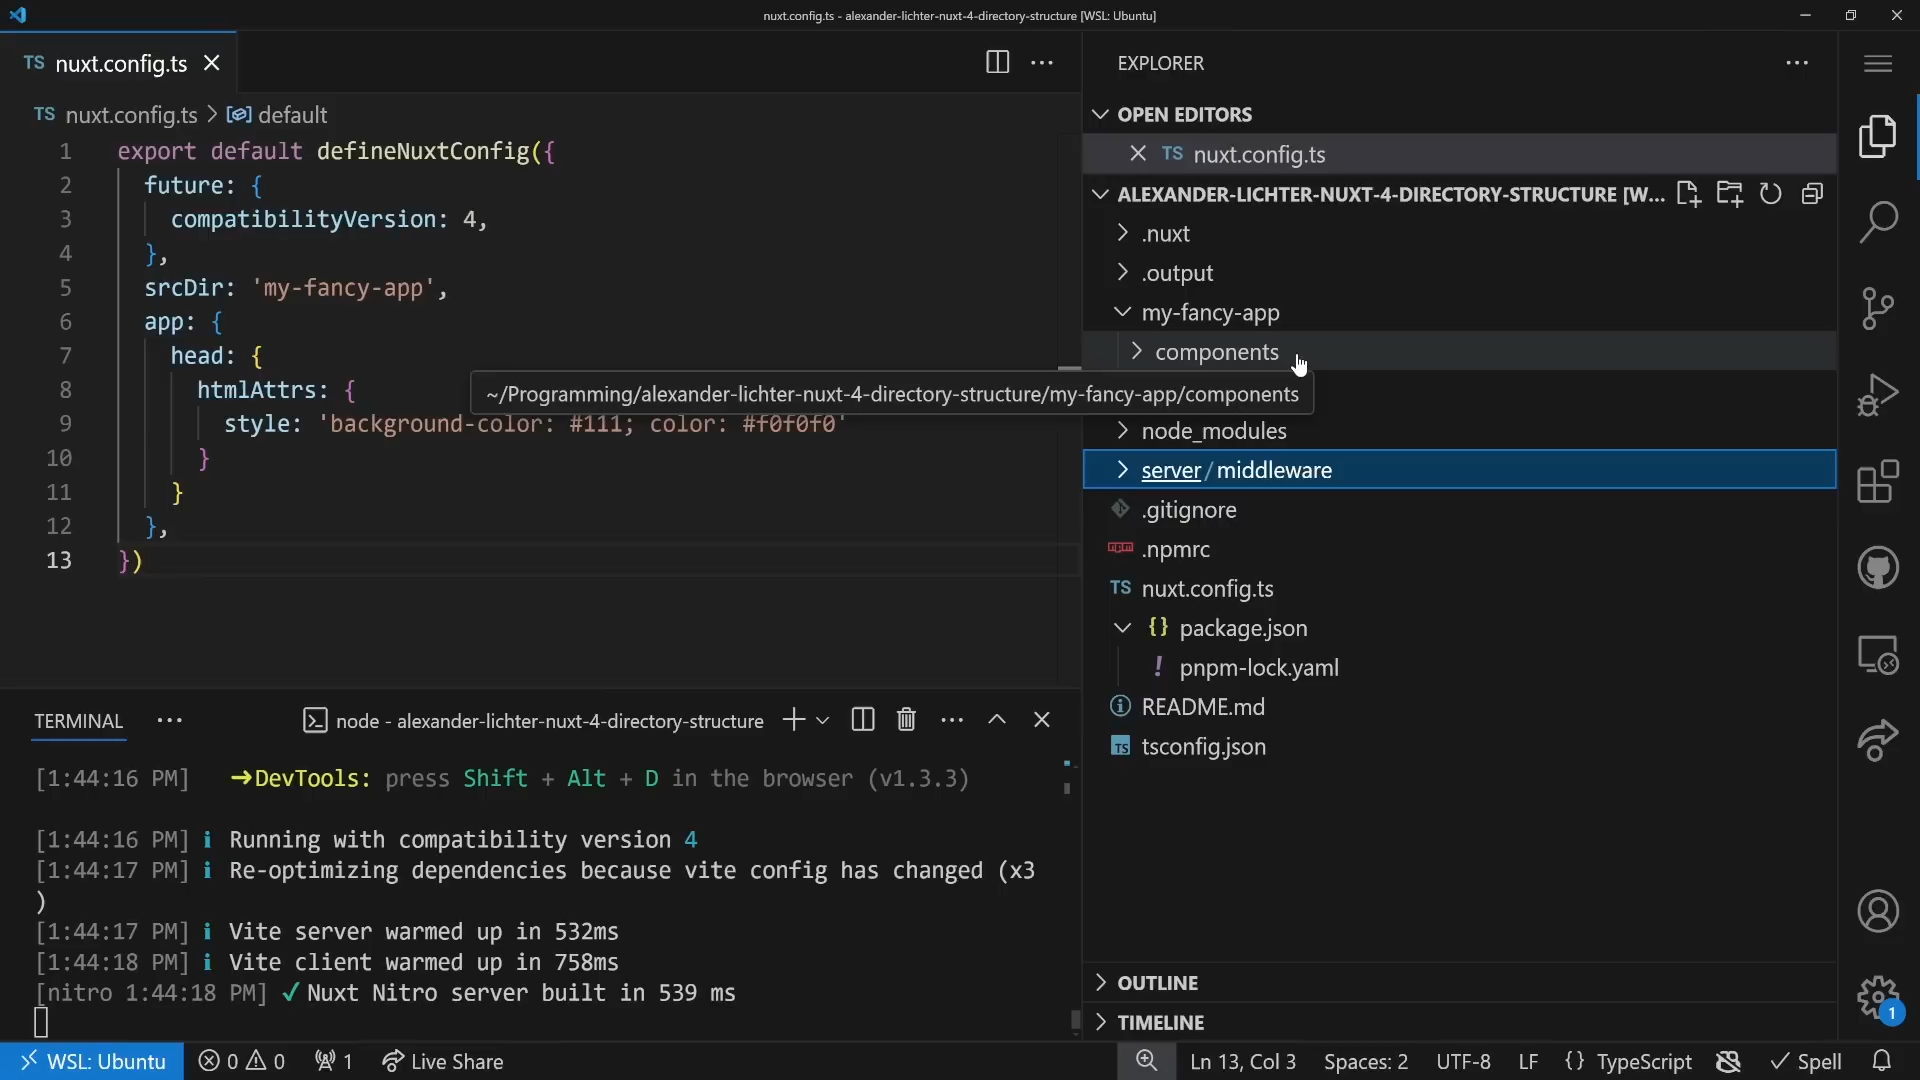 nuxt.config.ts - alexander-lichter-nuxt-4-directory-structure [WSL: Ubuntu]
TS nuxt.config.ts
TS nuxt.config.ts > default
1 export default defineNuxtConfig({
2 future: {
3 compatibilityVersion: 4,
4 },
5 srcDir: 'my-fancy-app',
6 app: {
7 head: {
8 htmlAttrs: {
9 style: 'background-color: #111; color: #f0f0f0'
10 }
11 }
12 },
13 })
~/Programming/alexander-lichter-nuxt-4-directory-structure/my-fancy-app/components
TERMINAL
node - alexander-lichter-nuxt-4-directory-structure
[1:44:16 PM] ➜DevTools: press Shift + Alt + D in the browser (v1.3.3)
[1:44:16 PM] ℹ Running with compatibility version 4
[1:44:17 PM] ℹ Re-optimizing dependencies because vite config has changed (x3
)
[1:44:17 PM] ℹ Vite server warmed up in 532ms
[1:44:18 PM] ℹ Vite client warmed up in 758ms
[nitro 1:44:18 PM] ✓ Nuxt Nitro server built in 539 ms
EXPLORER
OPEN EDITORS
TS nuxt.config.ts
ALEXANDER-LICHTER-NUXT-4-DIRECTORY-STRUCTURE [W...
.nuxt
.output
my-fancy-app
components
node_modules
server/middleware
.gitignore
.npmrc
TS nuxt.config.ts
{} package.json
! pnpm-lock.yaml
README.md
TS tsconfig.json
OUTLINE
TIMELINE
1
WSL: Ubuntu 0 0 1 Live Share Ln 13, Col 3 Spaces: 2 UTF-8 LF {} TypeScript Spell